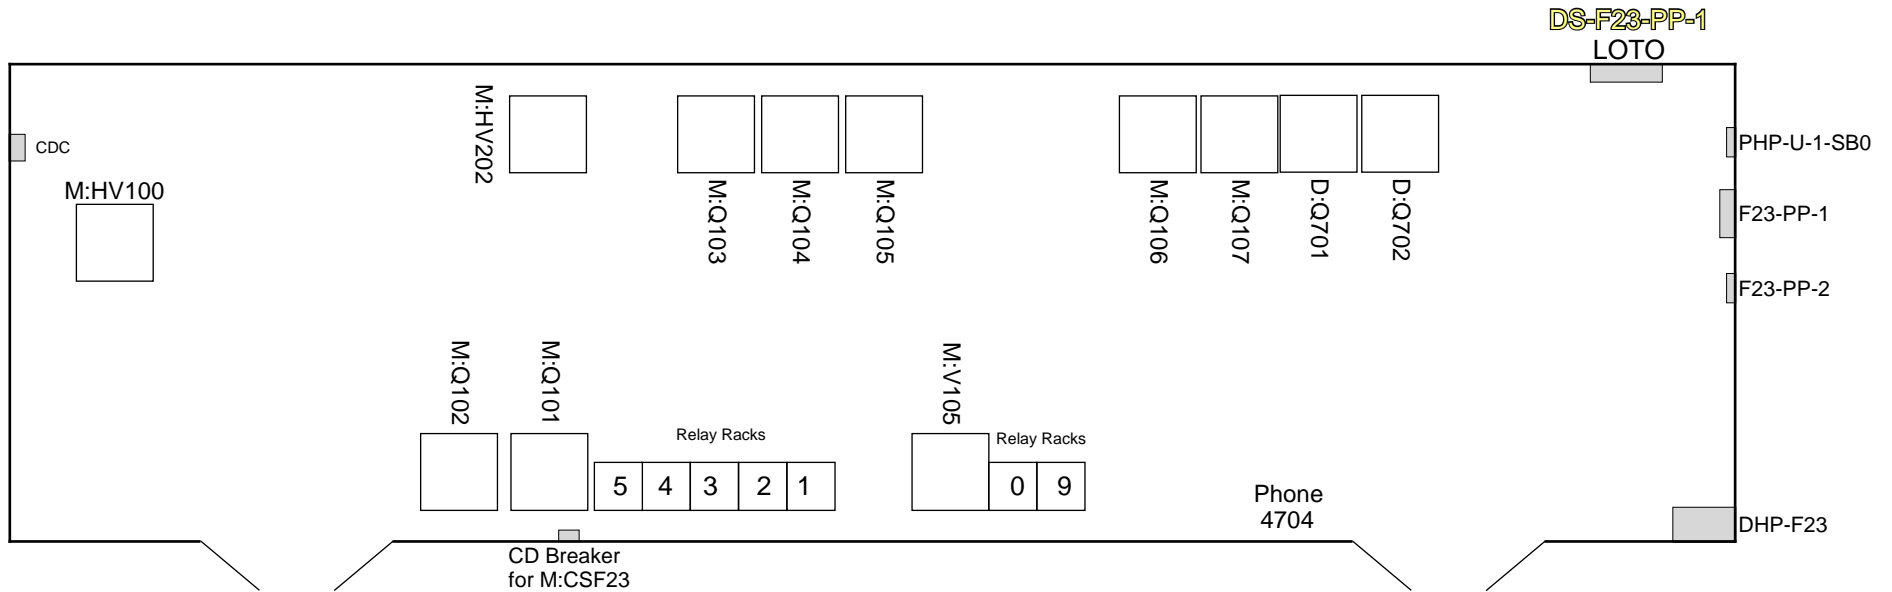 DS-F23-PP-1
LOTO
M:HV202
CDC
PHP-U-1-SB0
M:HV100
M:Q103
M:Q104
M:Q105
M:Q106
M:Q107
D:Q701
D:Q702
F23-PP-1
F23-PP-2
M:Q102
M:Q101
M:V105
Relay Racks
Relay Racks
5 4 3 2 1
0 9
Phone
4704
DHP-F23
CD Breaker
for M:CSF23